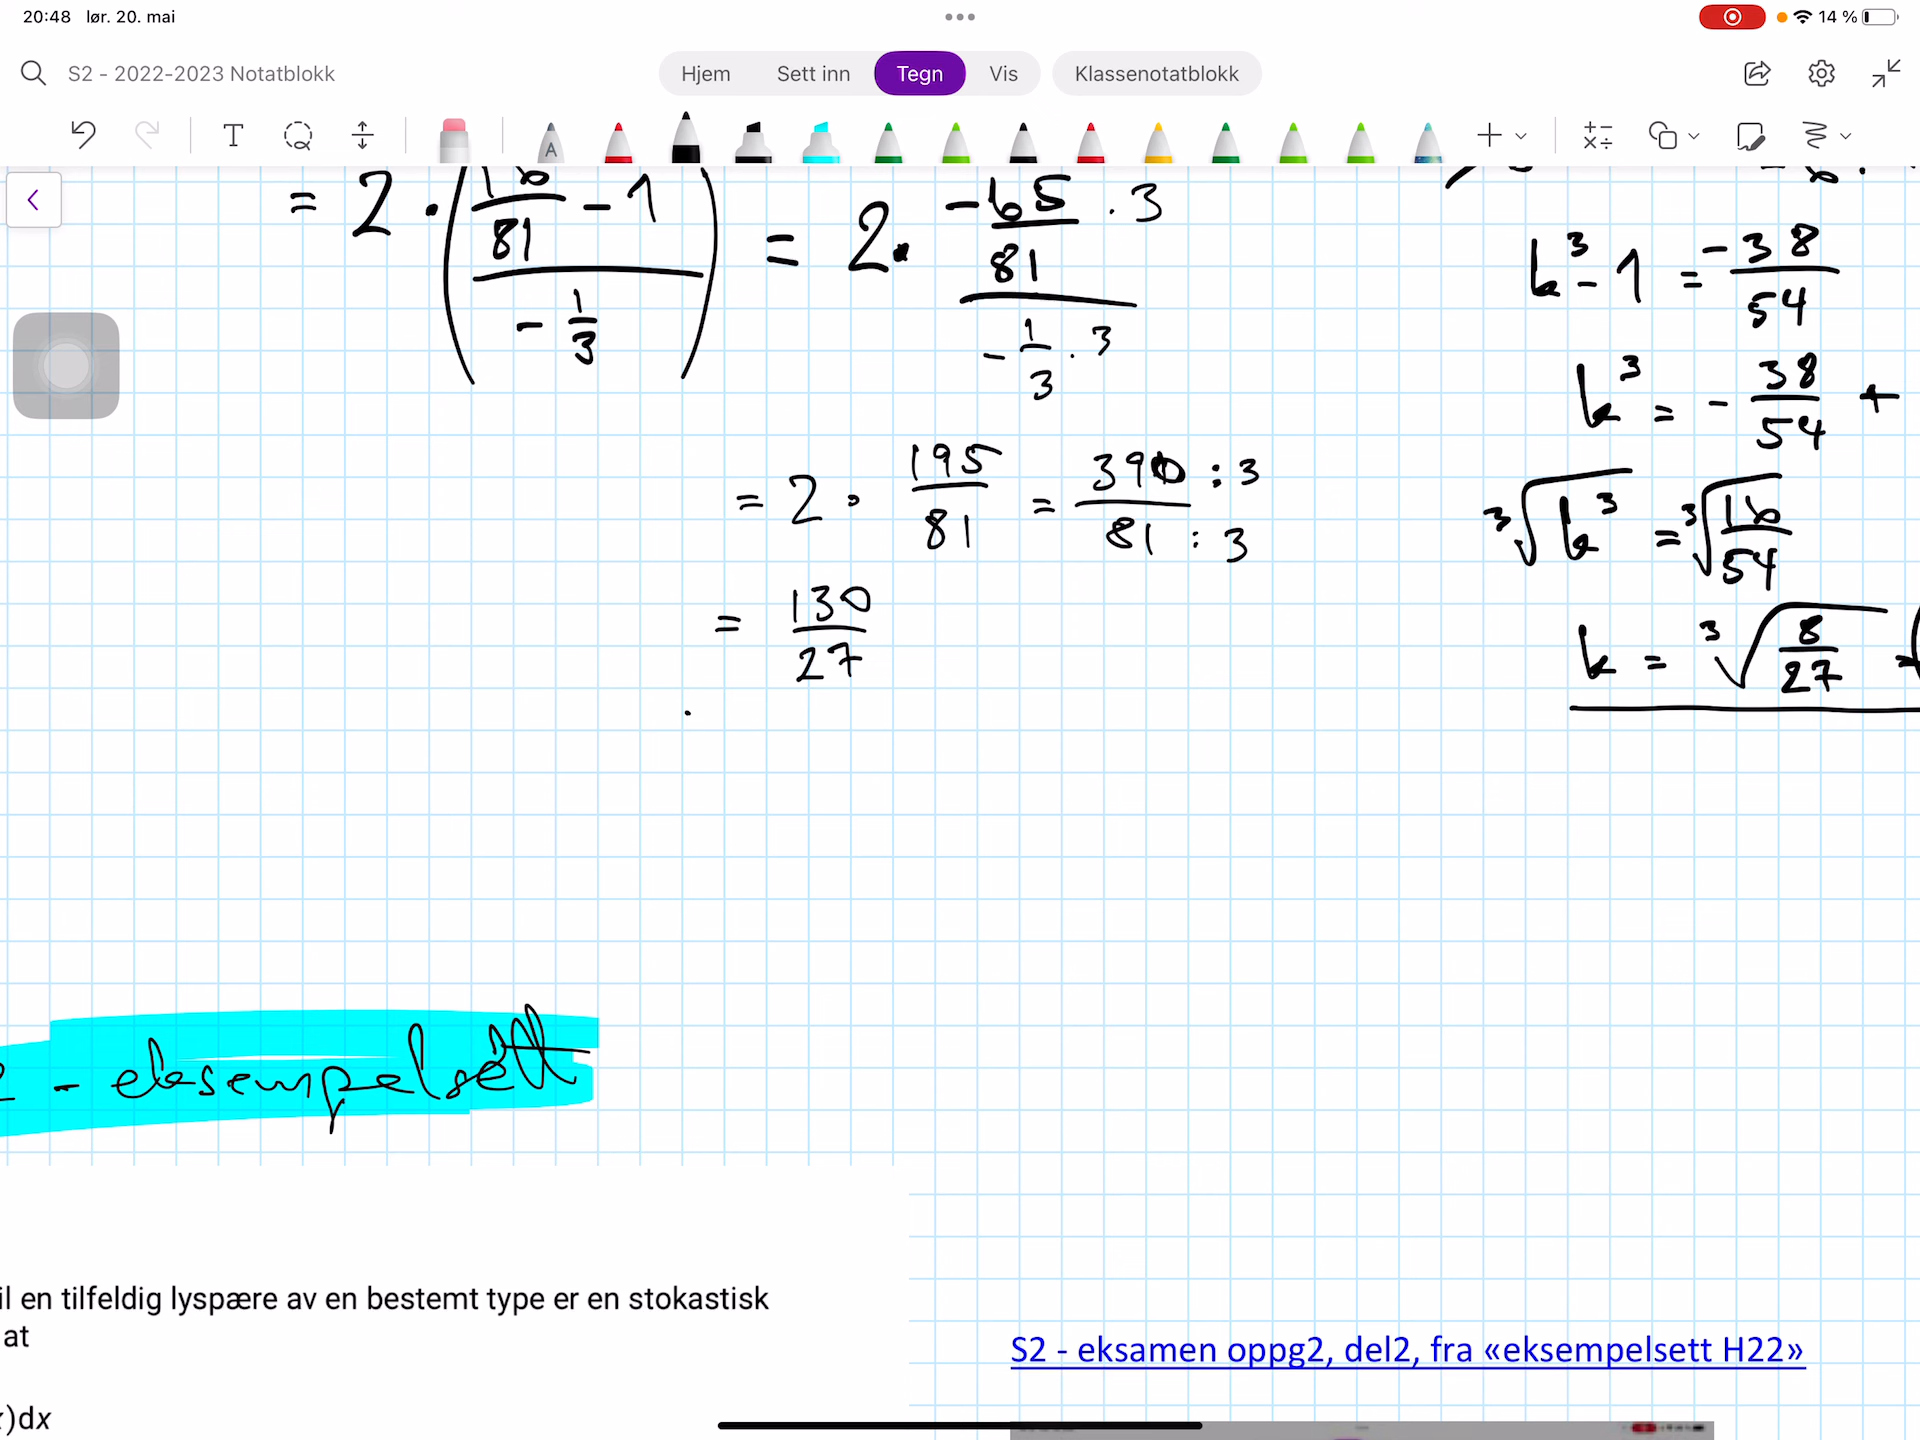 20:48 lør. 20. mai
14 %
S2 - 2022-2023 Notatblokk
Hjem Sett inn Tegn Vis Klassenotatblokk
T A
= 2 · ( (16/81 - 1) / (-1/3) ) = 2 · (-65/81 · 3) / (-1/3 · 3)
= 2 · 195/81 = 390 : 3 / 81 : 3
= 130/27
k³ - 1 = -38/54
k³ = - 38/54 +
³√k³ = ³√16/54
k = ³√8/27 =
- eksempelsett
il en tilfeldig lyspære av en bestemt type er en stokastisk
at
)dx
S2 - eksamen oppg2, del2, fra «eksempelsett H22»